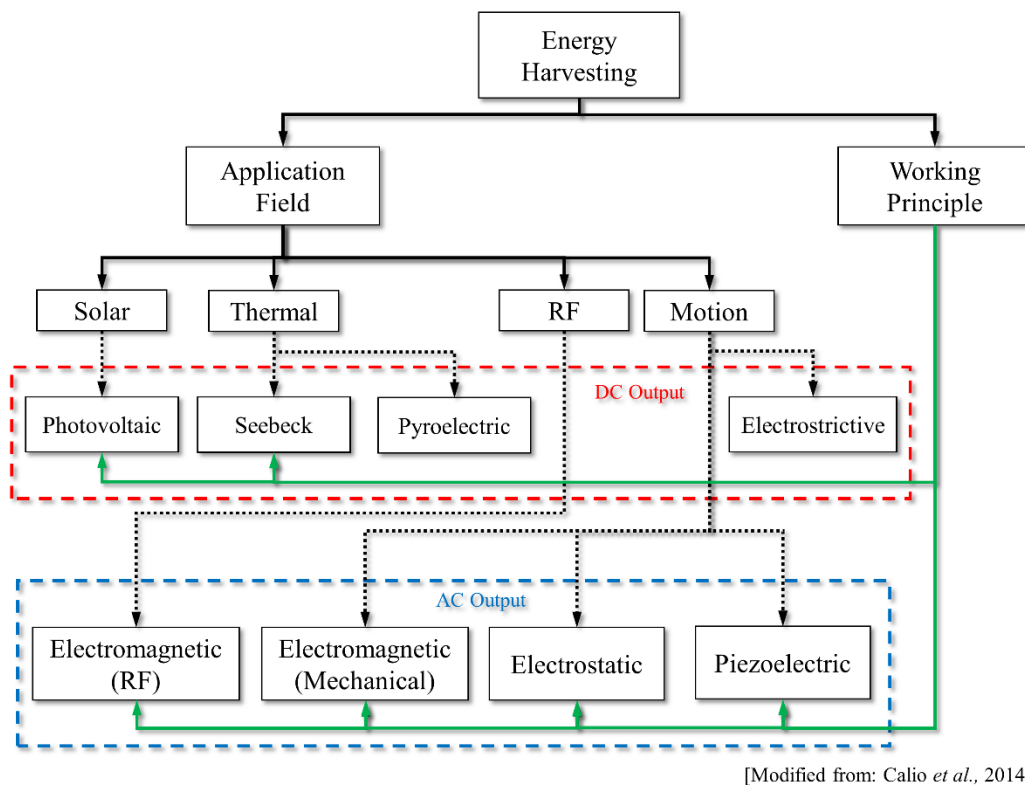 Energy
Harvesting
Application
Field
Working
Principle
Solar
Thermal
RF
Motion
DC Output
Photovoltaic
Seebeck
Pyroelectric
Electrostrictive
AC Output
Electromagnetic
(RF)
Electromagnetic
(Mechanical)
Electrostatic
Piezoelectric
[Modified from: Calio et al., 2014